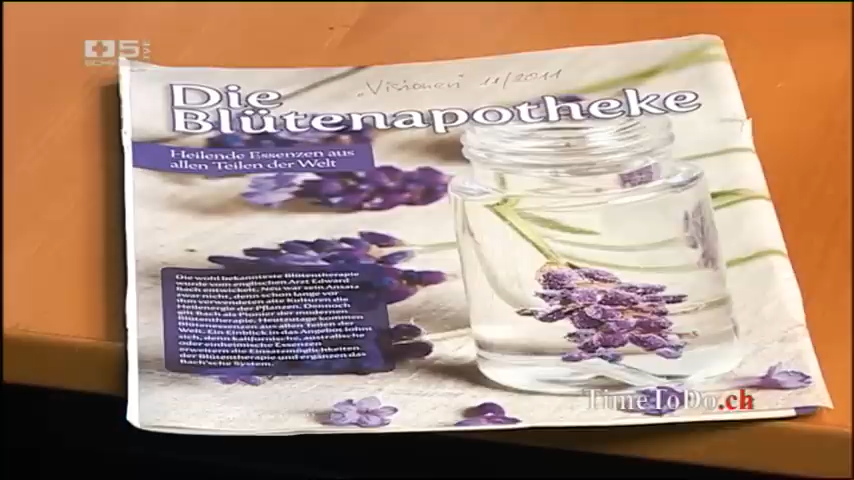 5
LIVE
SCHWEIZ
„Visionen" 11/2011
Die
Blütenapotheke
Heilende Essenzen aus
allen Teilen der Welt
Die wohl bekannteste Blütentherapie
wurde vom englischen Arzt Edward
Bach entwickelt. Neu war sein Ansatz
zwar nicht, denn schon lange vor
ihm verwendeten alte Kulturen die
Heilenergie der Pflanzen. Dennoch
gilt Bach als Pionier der modernen
Blütentherapie. Heutzutage kommen
Blütenessenzen aus allen Teilen der
Welt. Ein Einblick in das Angebot lohnt
sich, denn kalifornische, australische
oder einheimische Essenzen
erweitern die Einsatzmöglichkeiten
der Blütentherapie und ergänzen das
Bach'sche System.
TimeToDo.ch